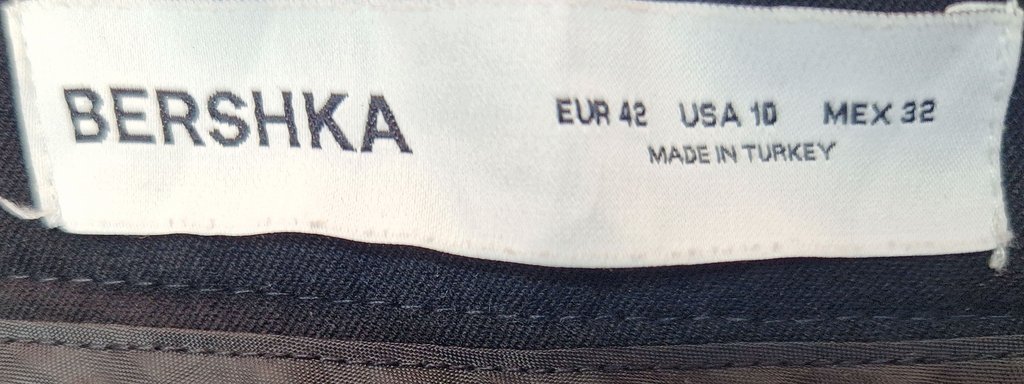 BERSHKA
EUR 42 USA 10 MEX 32
MADE IN TURKEY